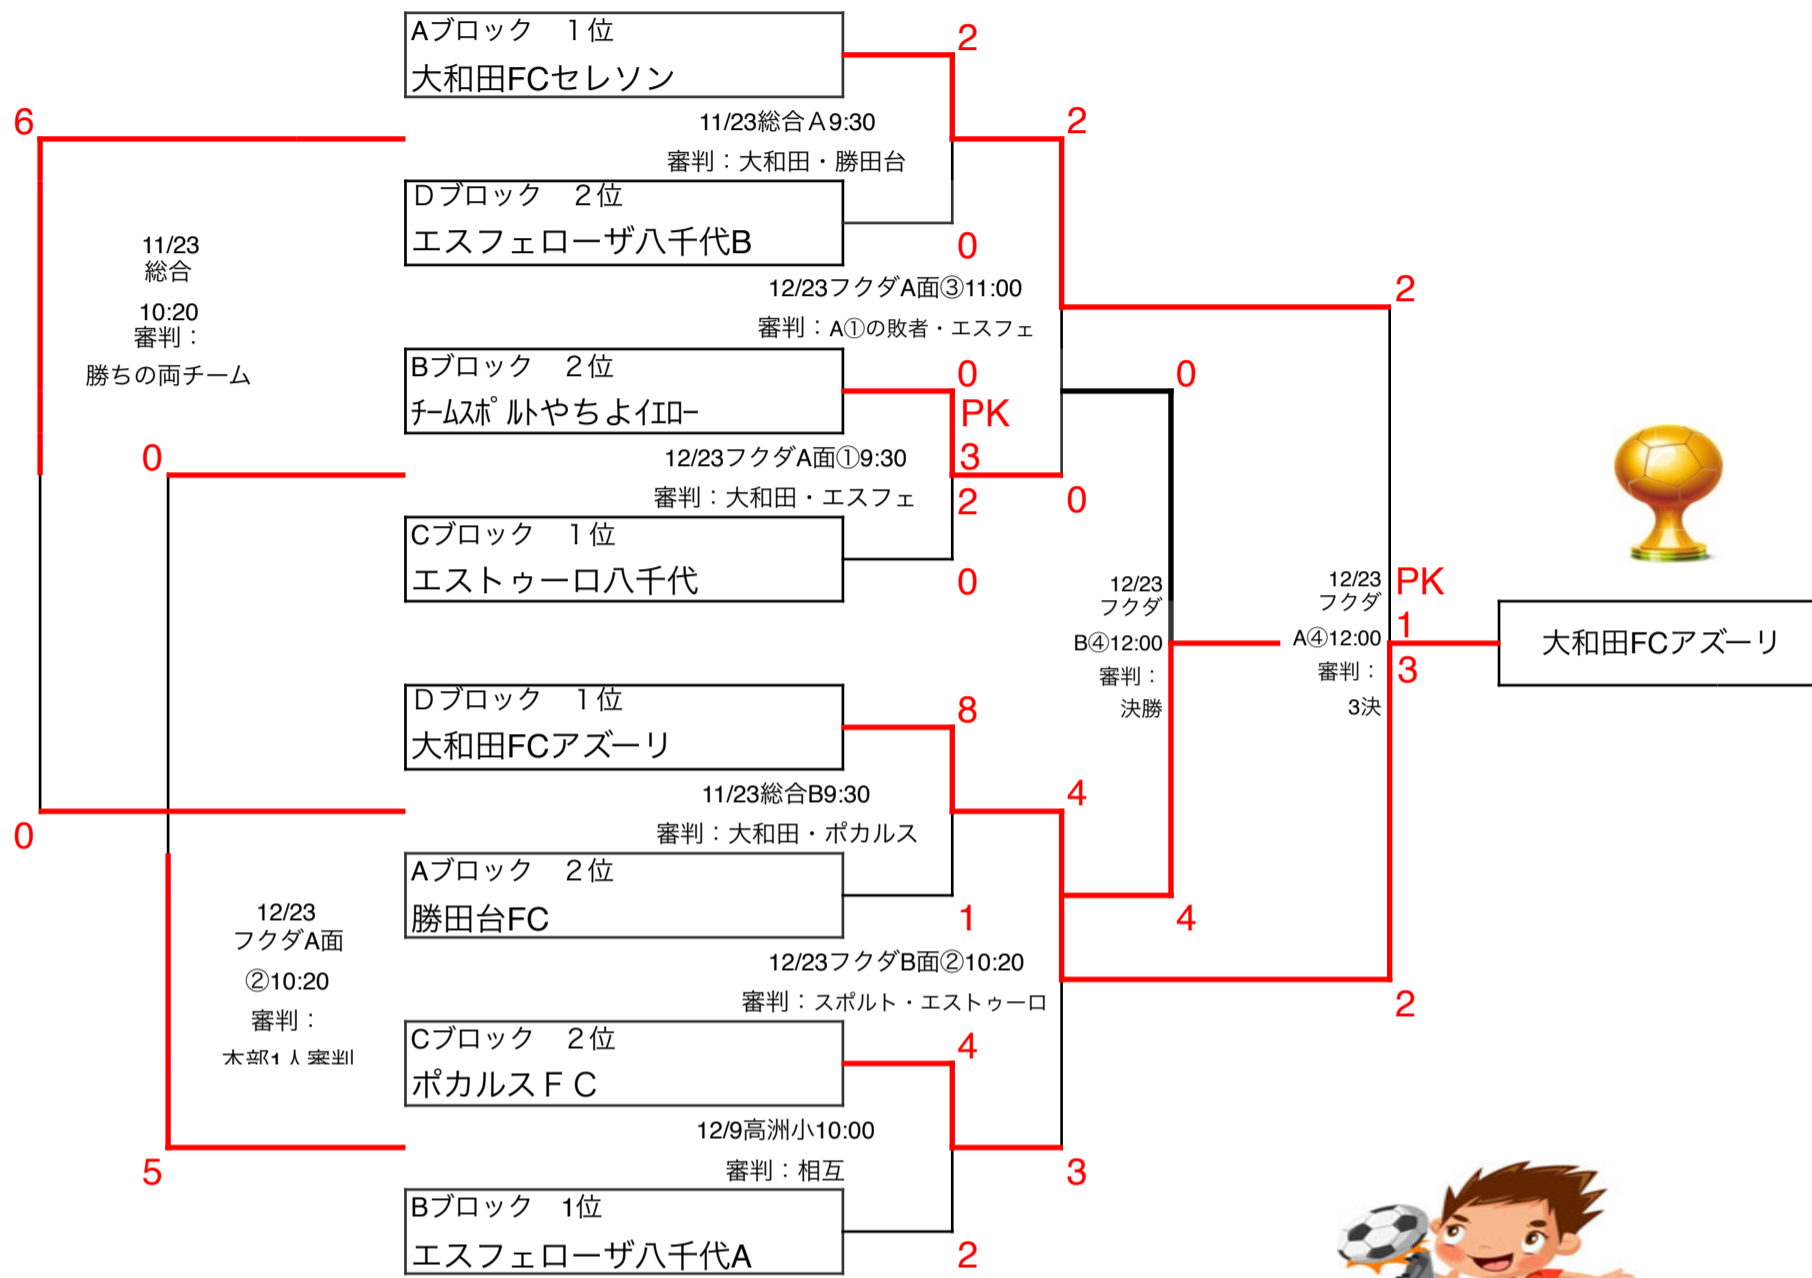 Aブロック　１位
大和田FCセレソン
2
11/23総合Ａ9:30
審判：大和田・勝田台
6
2
Ｄブロック　２位
エスフェローザ八千代B
0
11/23
総合
10:20
審判：
勝ちの両チーム
12/23フクダA面③11:00
審判：A①の敗者・エスフェ
2
Bブロック　２位
ﾁｰﾑｽﾎﾟﾙﾄやちよｲｴﾛｰ
0
PK
3
0
12/23フクダA面①9:30
審判：大和田・エスフェ
0
2
0
Cブロック　１位
エストゥーロ八千代
0
12/23
フクダ
B④12:00
審判：
決勝
12/23
フクダ
A④12:00
審判：
3決
PK
1
3
大和田FCアズーリ
Ｄブロック　１位
大和田FCアズーリ
8
11/23総合B9:30
審判：大和田・ポカルス
4
0
Aブロック　２位
勝田台FC
1
4
12/23
フクダA面
②10:20
審判：
本部1人審判
12/23フクダB面②10:20
審判：スポルト・エストゥーロ
2
Cブロック　２位
ポカルスＦＣ
4
12/9高洲小10:00
審判：相互
5
3
Bブロック　1位
エスフェローザ八千代A
2